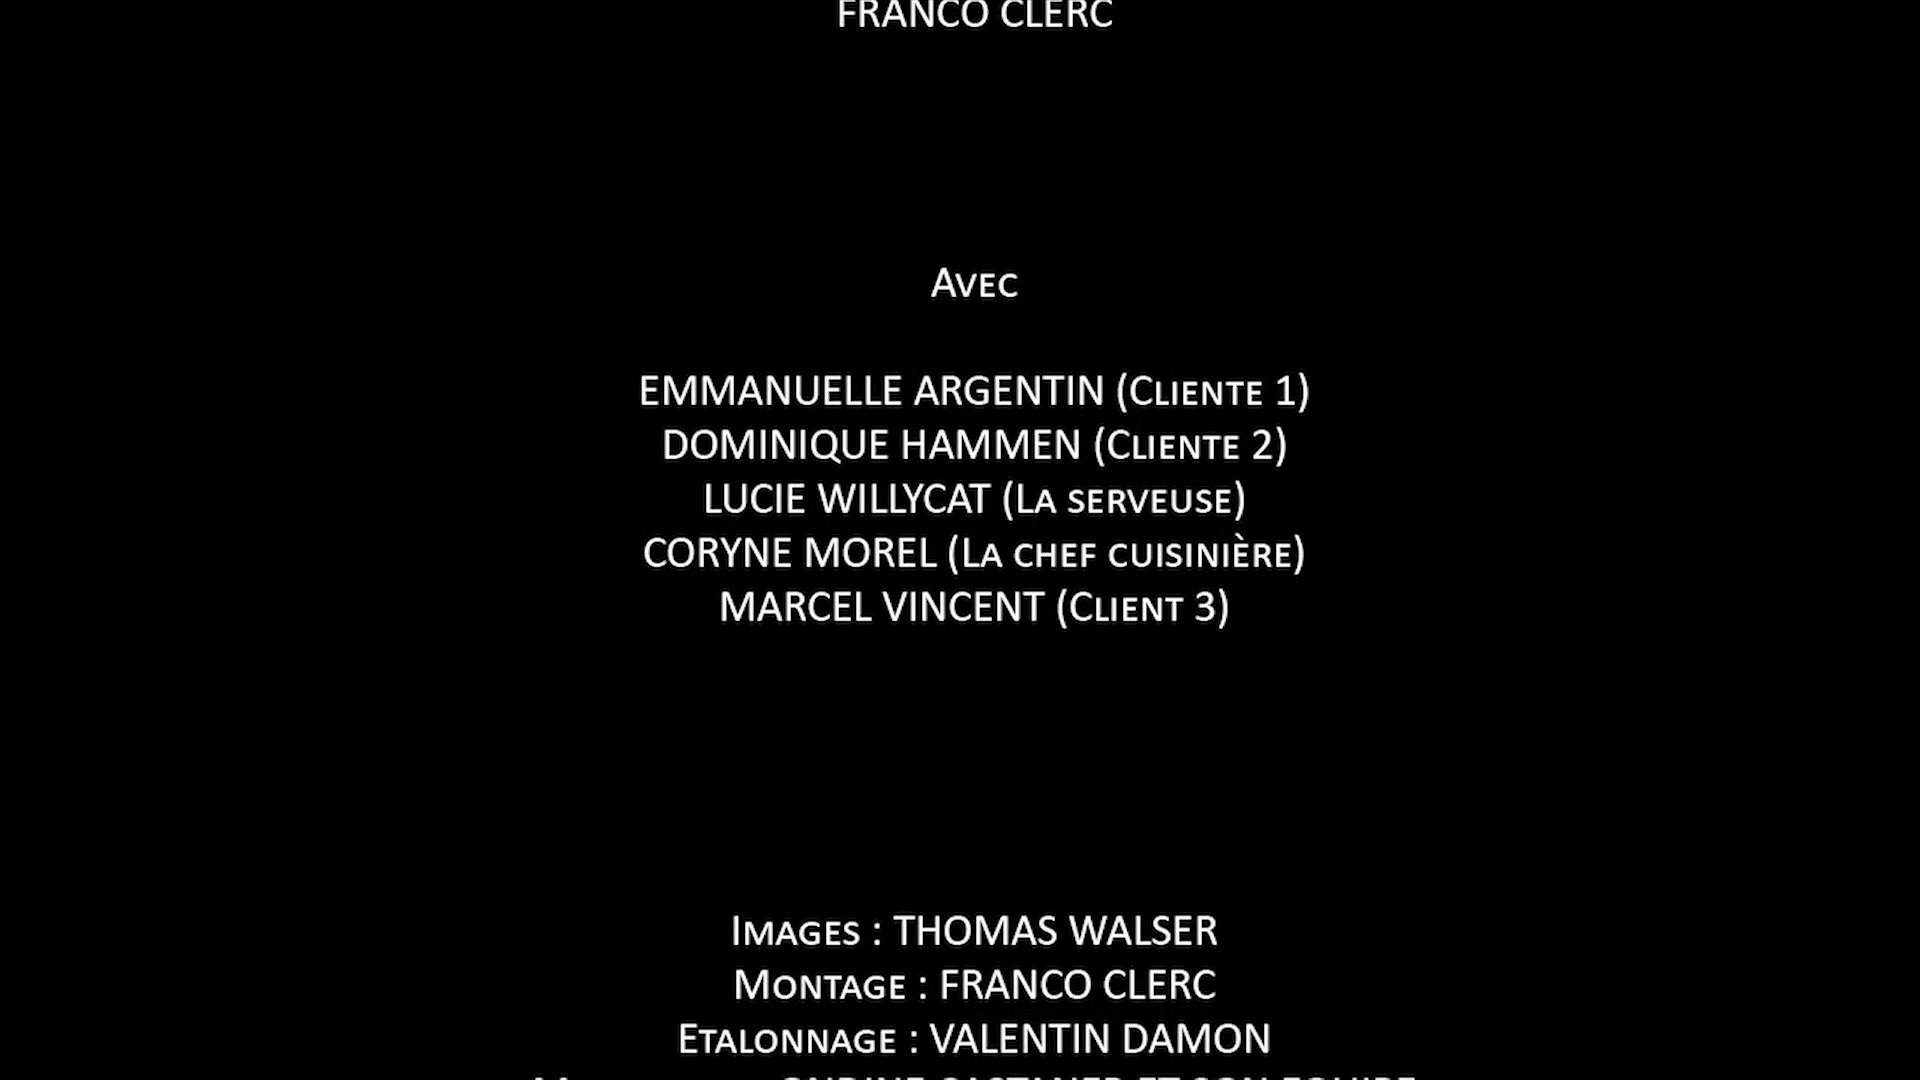 FRANCO CLERC
Avec
EMMANUELLE ARGENTIN (Cliente 1)
DOMINIQUE HAMMEN (Cliente 2)
LUCIE WILLYCAT (La serveuse)
CORYNE MOREL (La chef cuisinière)
MARCEL VINCENT (Client 3)
Images : THOMAS WALSER
Montage : FRANCO CLERC
Etalonnage : VALENTIN DAMON